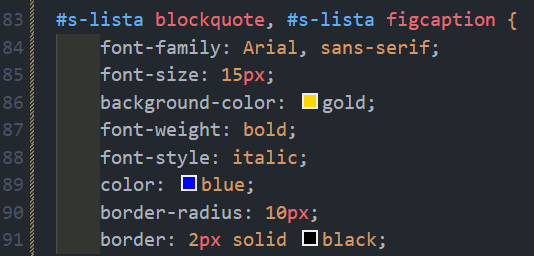 83 #s-lista blockquote, #s-lista figcaption {
84 font-family: Arial, sans-serif;
85 font-size: 15px;
86 background-color: gold;
87 font-weight: bold;
88 font-style: italic;
89 color: blue;
90 border-radius: 10px;
91 border: 2px solid black;